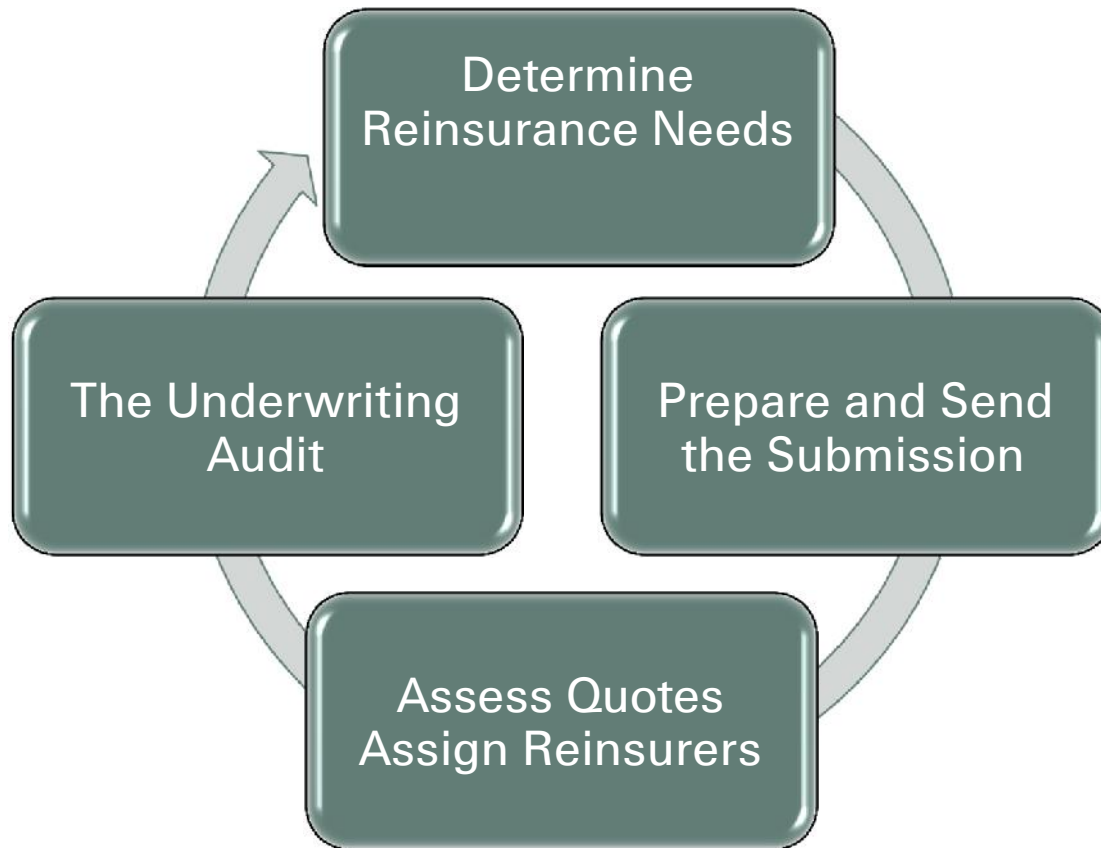 Determine
Reinsurance Needs
Prepare and Send
the Submission
Assess Quotes
Assign Reinsurers
The Underwriting
Audit